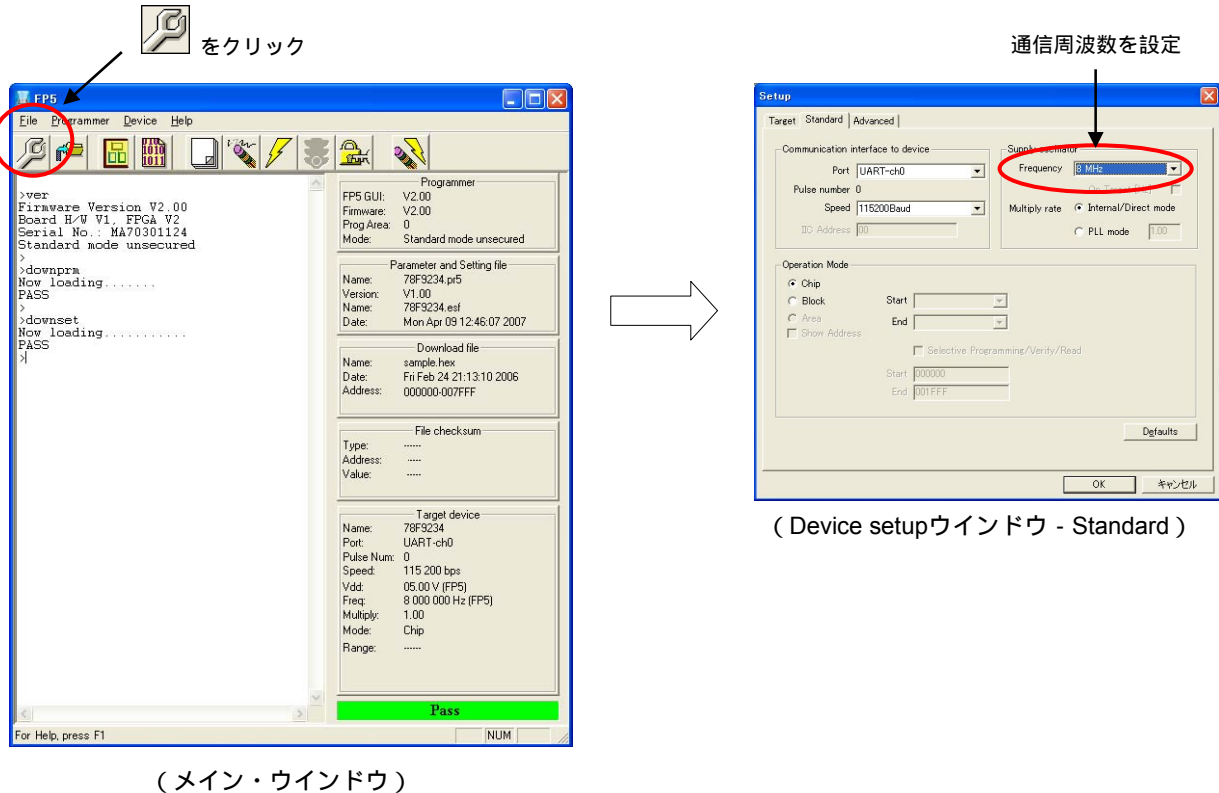 をクリック
通信周波数を設定
FP5
File Programmer Device Help
>ver
Firmware Version V2.00
Board H/W V1, FPGA V2
Serial No.: MA70301124
Standard mode unsecured
>
>downprm
Now loading.......
PASS
>
>downset
Now loading...........
PASS
>
Programmer
FP5 GUI: V2.00
Firmware: V2.00
Prog Area: 0
Mode: Standard mode unsecured
Parameter and Setting file
Name: 78F9234.pr5
Version: V1.00
Name: 78F9234.esf
Date: Mon Apr 09 12:46:07 2007
Download file
Name: sample.hex
Date: Fri Feb 24 21:13:10 2006
Address: 000000-007FFF
File checksum
Type: ------
Address: -----
Value: -----
Target device
Name: 78F9234
Port: UART-ch0
Pulse Num: 0
Speed: 115 200 bps
Vdd: 05.00 V (FP5)
Freq: 8 000 000 Hz (FP5)
Multiply: 1.00
Mode: Chip
Range: ------
Pass
For Help, press F1
NUM
(メイン・ウインドウ)
Setup
Target Standard Advanced
Communication interface to device
Port UART-ch0
Pulse number 0
Speed 115200Baud
IIC Address 00
Supply oscillator
Frequency 8 MHz
On Target
Multiply rate Internal/Direct mode
PLL mode 1.00
Operation Mode
Chip
Block Start
Area End
Show Address
Selective Programming/Verify/Read
Start 000000
End 001FFF
Defaults
OK キャンセル
(Device setupウインドウ - Standard)